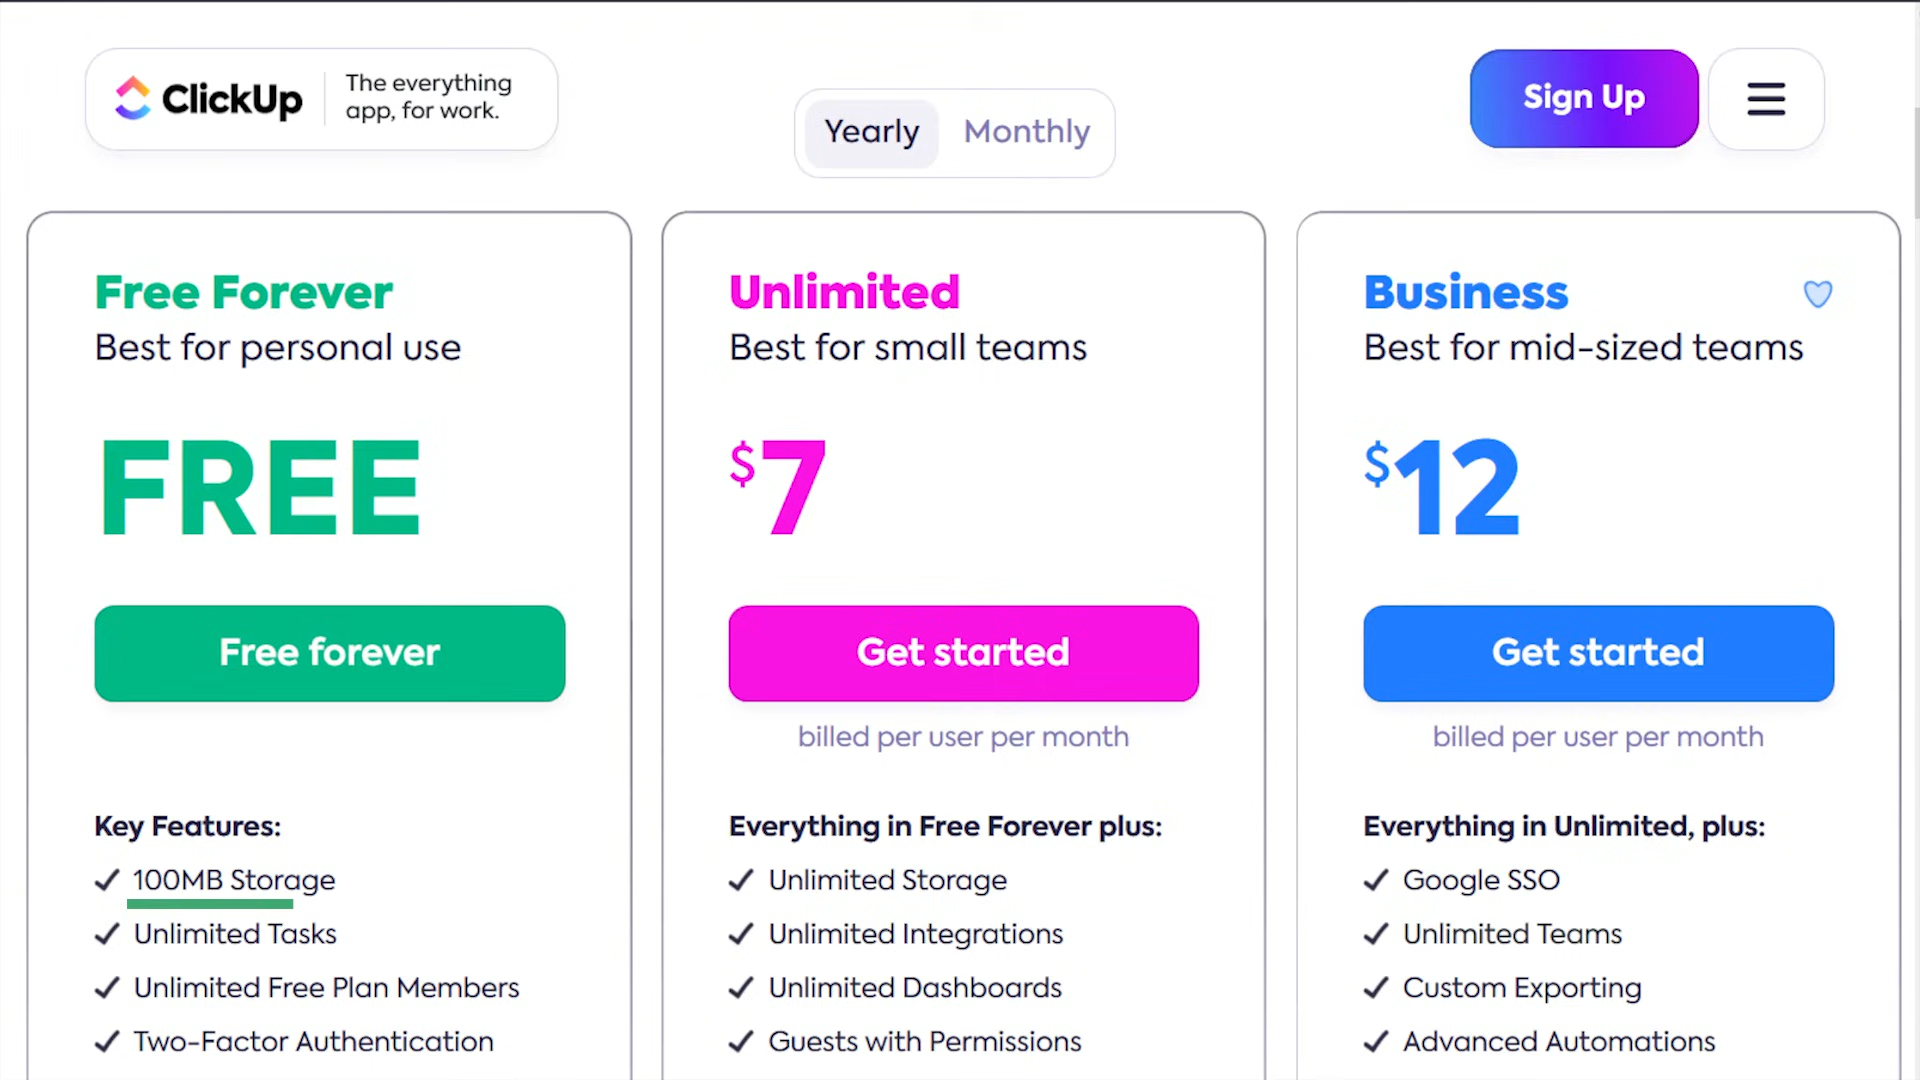 ClickUp
The everything
app, for work.
Yearly
Monthly
Sign Up
Free Forever
Best for personal use
FREE
Free forever
Key Features:
100MB Storage
Unlimited Tasks
Unlimited Free Plan Members
Two-Factor Authentication
Unlimited
Best for small teams
$7
Get started
billed per user per month
Everything in Free Forever plus:
Unlimited Storage
Unlimited Integrations
Unlimited Dashboards
Guests with Permissions
Business
Best for mid-sized teams
$12
Get started
billed per user per month
Everything in Unlimited, plus:
Google SSO
Unlimited Teams
Custom Exporting
Advanced Automations